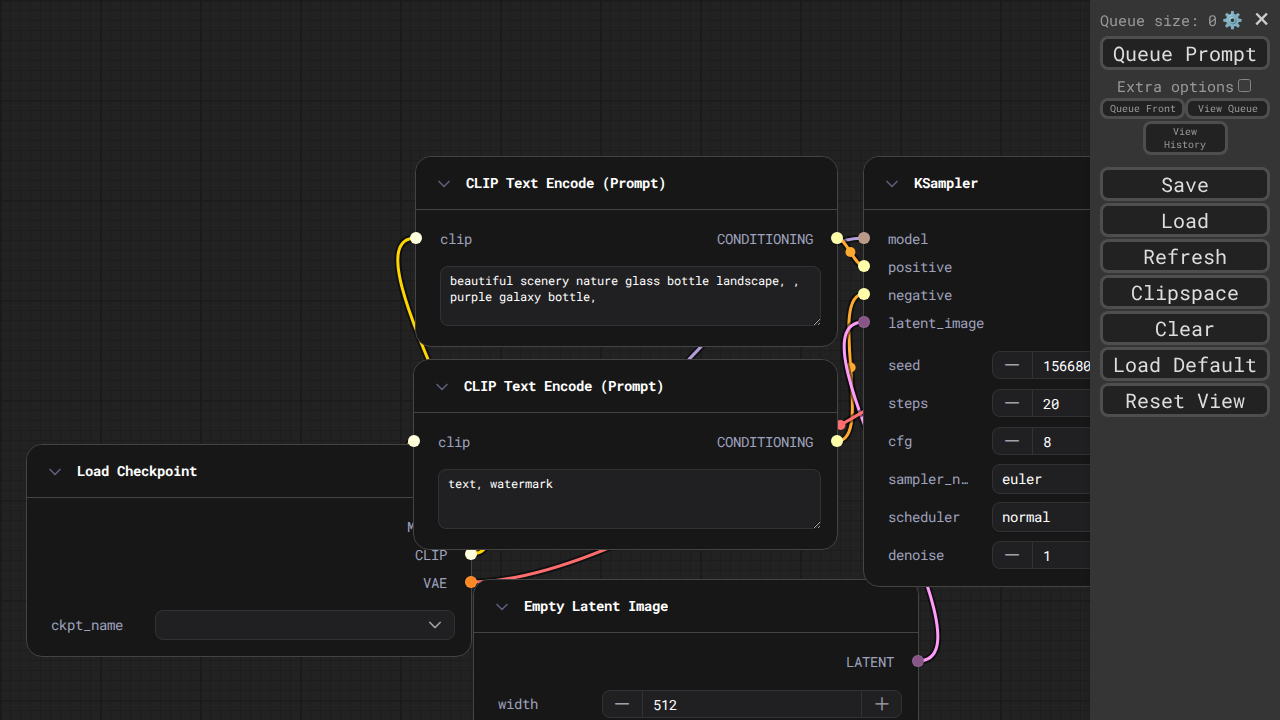 Queue size: 0
Queue Prompt
Extra options
Queue Front
View Queue
View
History
Save
Load
Refresh
Clipspace
Clear
Load Default
Reset View
CLIP Text Encode (Prompt)
clip
CONDITIONING
beautiful scenery nature glass bottle landscape, ,
purple galaxy bottle,
KSampler
model
positive
negative
latent_image
seed
156680
steps
20
cfg
8
sampler_n…
euler
scheduler
normal
denoise
1
CLIP Text Encode (Prompt)
clip
CONDITIONING
text, watermark
Load Checkpoint
CLIP
VAE
ckpt_name
Empty Latent Image
LATENT
width
512